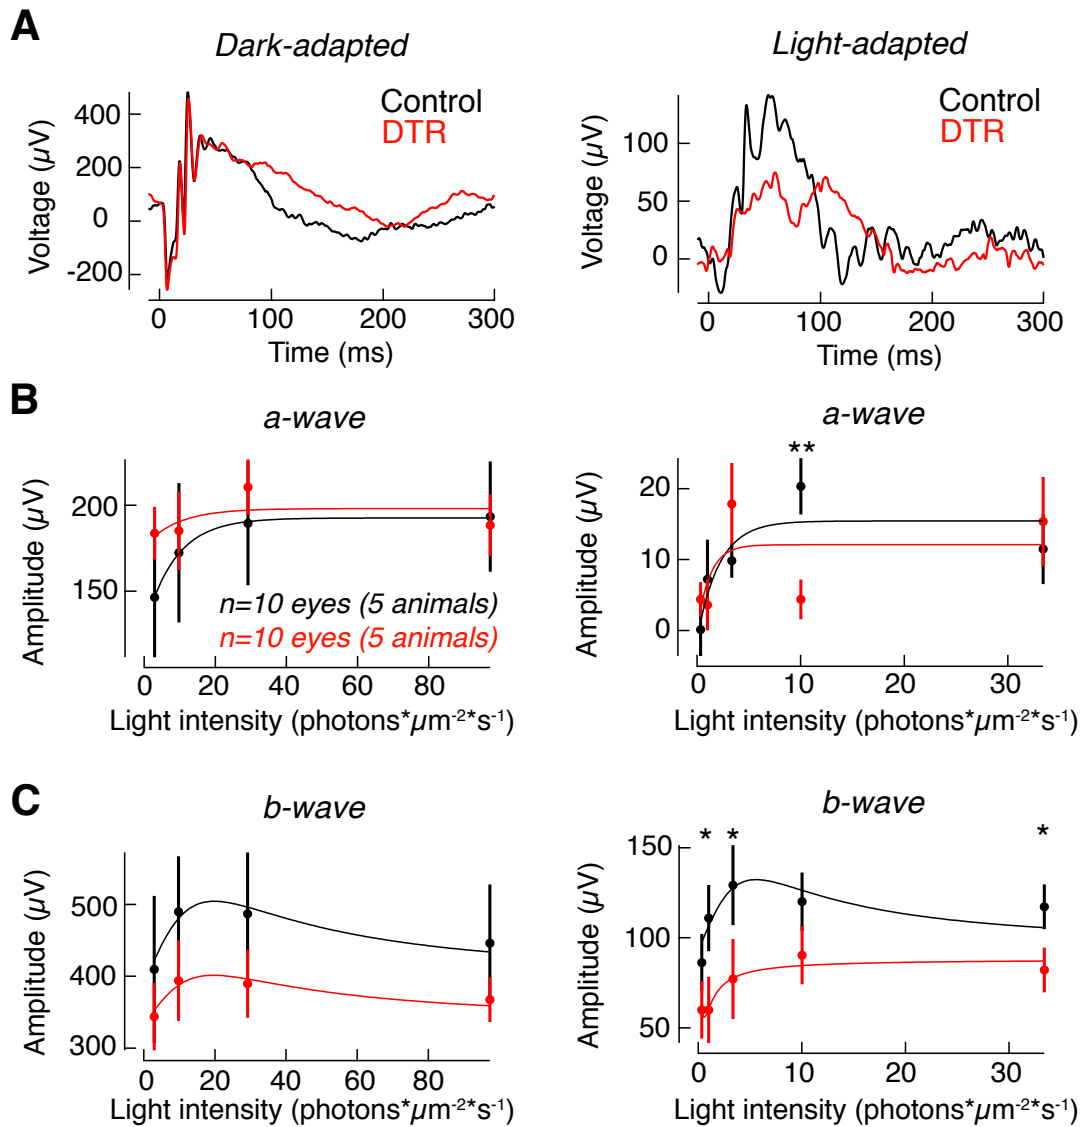 A
Dark-adapted
Light-adapted
Control
DTR
Voltage (µV)
400
200
0
-200
0 100 200 300
Time (ms)
Control
DTR
Voltage (µV)
100
50
0
0 100 200 300
Time (ms)
B
a-wave
Amplitude (µV)
200
150
n=10 eyes (5 animals)
n=10 eyes (5 animals)
0 20 40 60 80
Light intensity (photons*µm-2*s-1)
a-wave
**
Amplitude (µV)
20
10
0
0 10 20 30
Light intensity (photons*µm-2*s-1)
C
b-wave
Amplitude (µV)
500
400
300
0 20 40 60 80
Light intensity (photons*µm-2*s-1)
b-wave
* * *
Amplitude (µV)
150
100
50
0 10 20 30
Light intensity (photons*µm-2*s-1)